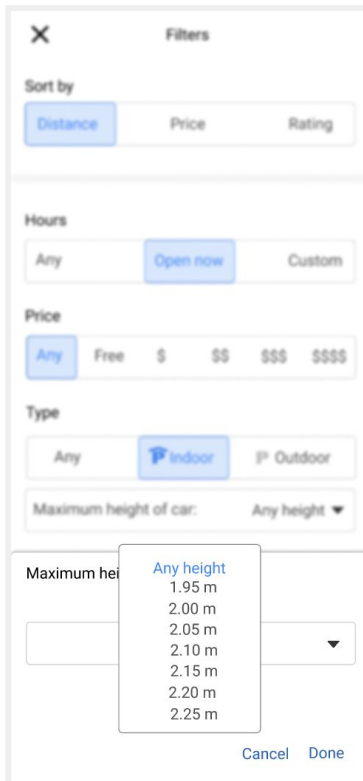 Filters
Sort by
Distance Price Rating
Hours
Any Open now Custom
Price
Any Free $ $$ $$$ $$$$
Type
Any P Indoor P Outdoor
Maximum height of car: Any height
Maximum hei
Any height
1.95 m
2.00 m
2.05 m
2.10 m
2.15 m
2.20 m
2.25 m
Cancel Done